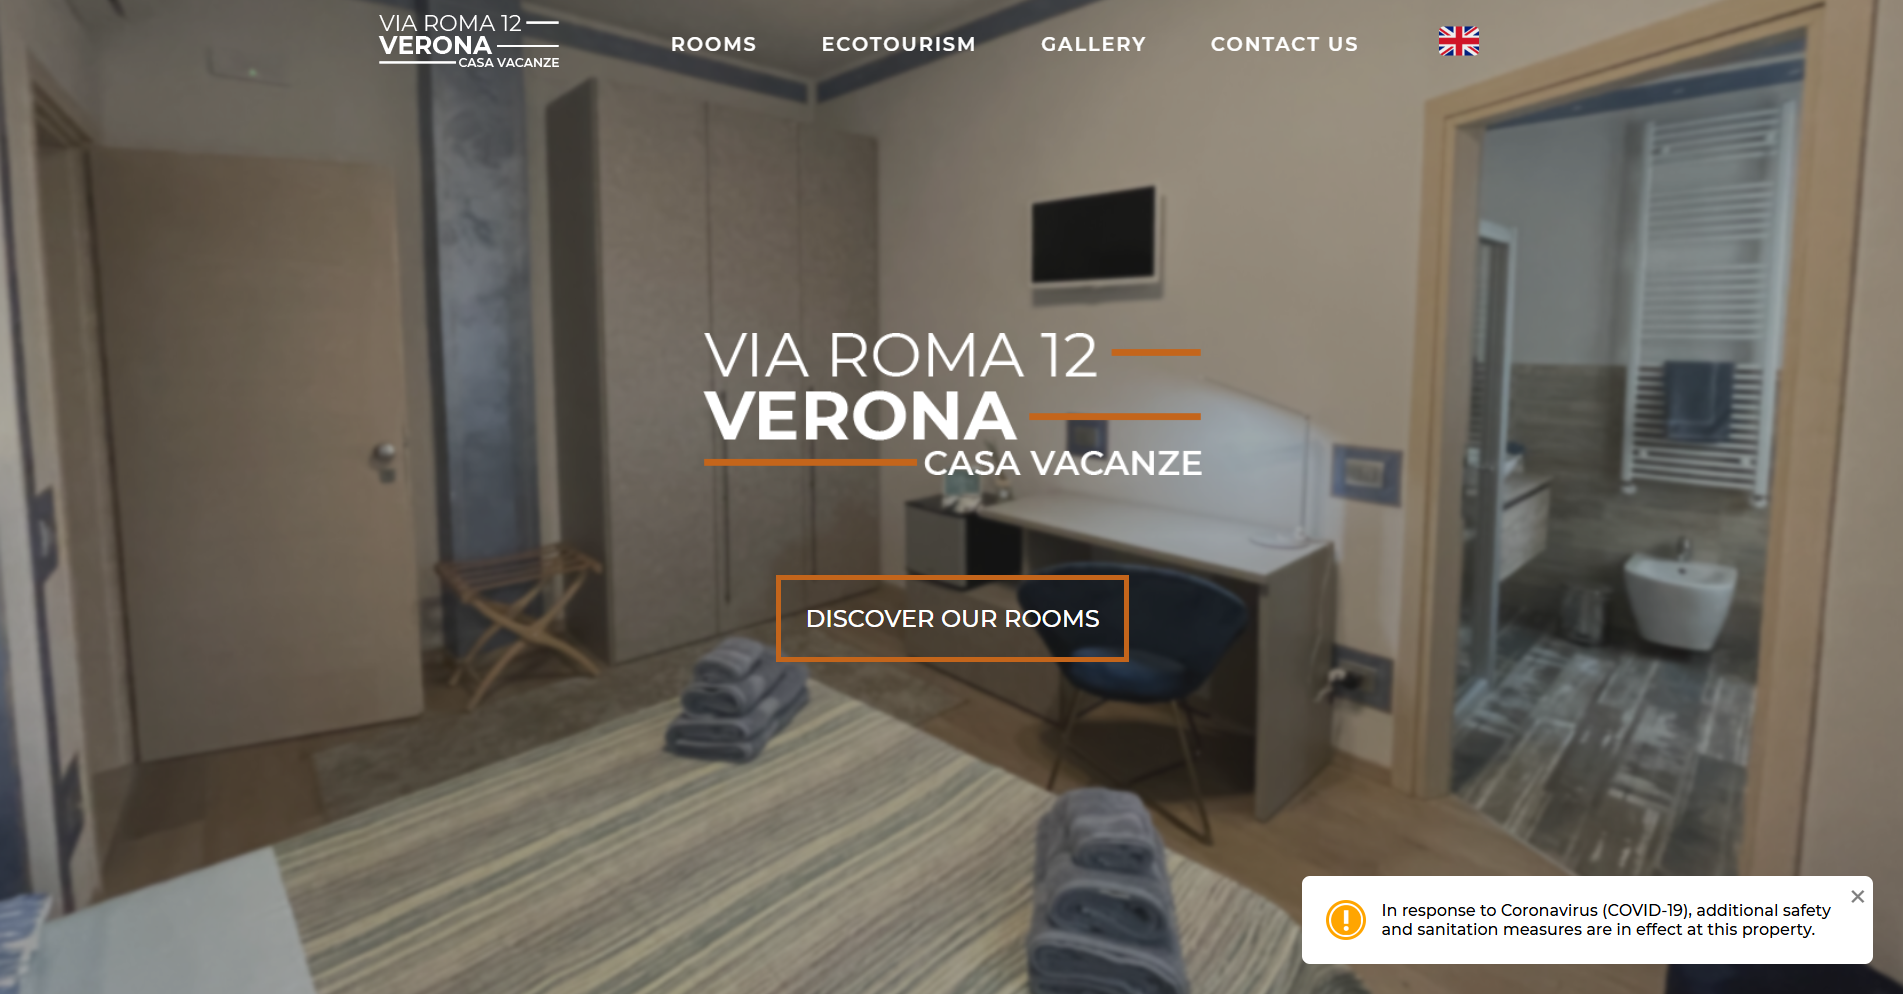 VIA ROMA 12
VERONA
CASA VACANZE
ROOMS
ECOTOURISM
GALLERY
CONTACT US
VIA ROMA 12
VERONA
CASA VACANZE
DISCOVER OUR ROOMS
In response to Coronavirus (COVID-19), additional safety
and sanitation measures are in effect at this property.